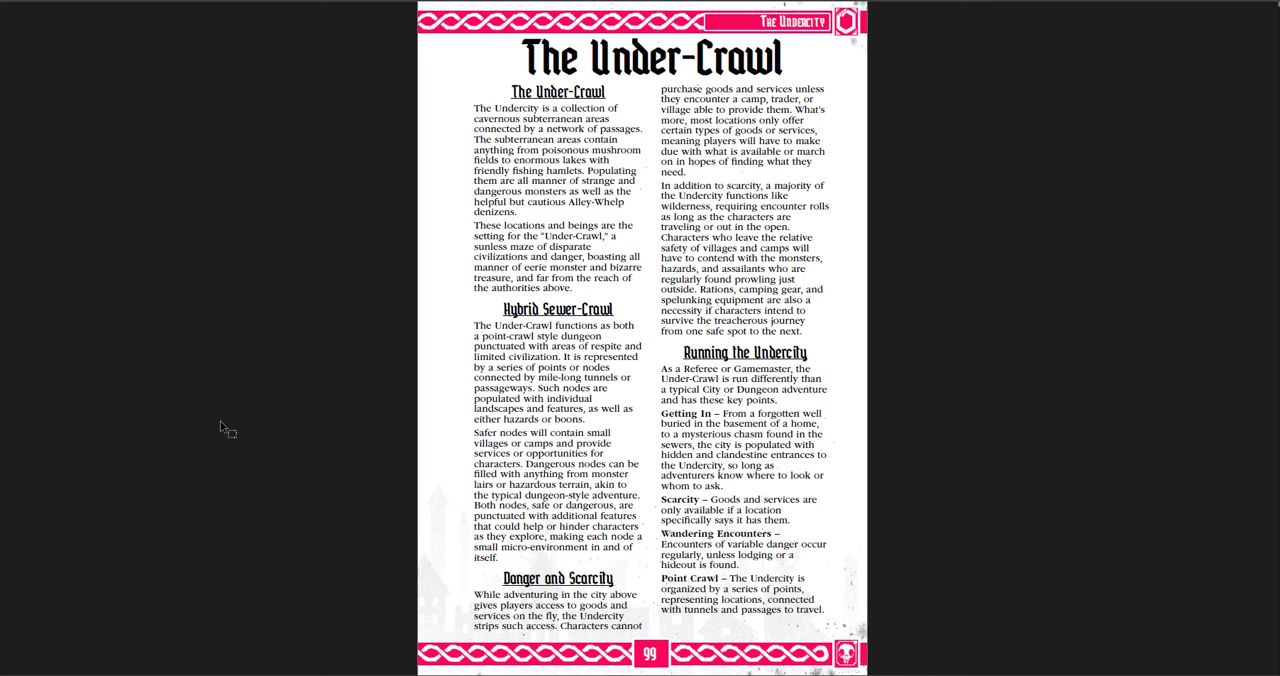 The Undercity
The Under-Crawl
The Under-Crawl
The Undercity is a collection of
cavernous subterranean areas
connected by a network of passages.
The subterranean areas contain
anything from poisonous mushroom
fields to enormous lakes with
friendly fishing hamlets. Populating
them are all manner of strange and
dangerous monsters as well as the
helpful but cautious Alley-Whelp
denizens.
These locations and beings are the
setting for the “Under-Crawl,” a
sunless maze of disparate
civilizations and danger, boasting all
manner of eerie monster and bizarre
treasure, and far from the reach of
the authorities above.
Hybrid Sewer-Crawl
The Under-Crawl functions as both
a point-crawl style dungeon
punctuated with areas of respite and
limited civilization. It is represented
by a series of points or nodes
connected by mile-long tunnels or
passageways. Such nodes are
populated with individual
landscapes and features, as well as
either hazards or boons.
Safer nodes will contain small
villages or camps and provide
services or opportunities for
characters. Dangerous nodes can be
filled with anything from monster
lairs or hazardous terrain, akin to
the typical dungeon-style adventure.
Both nodes, safe or dangerous, are
punctuated with additional features
that could help or hinder characters
as they explore, making each node a
small micro-environment in and of
itself.
Danger and Scarcity
While adventuring in the city above
gives players access to goods and
services on the fly, the Undercity
strips such access. Characters cannot
purchase goods and services unless
they encounter a camp, trader, or
village able to provide them. What's
more, most locations only offer
certain types of goods or services,
meaning players will have to make
due with what is available or march
on in hopes of finding what they
need.
In addition to scarcity, a majority of
the Undercity functions like
wilderness, requiring encounter rolls
as long as the characters are
traveling or out in the open.
Characters who leave the relative
safety of villages and camps will
have to contend with the monsters,
hazards, and assailants who are
regularly found prowling just
outside. Rations, camping gear, and
spelunking equipment are also a
necessity if characters intend to
survive the treacherous journey
from one safe spot to the next.
Running the Undercity
As a Referee or Gamemaster, the
Under-Crawl is run differently than
a typical City or Dungeon adventure
and has these key points.
Getting In – From a forgotten well
buried in the basement of a home,
to a mysterious chasm found in the
sewers, the city is populated with
hidden and clandestine entrances to
the Undercity, so long as
adventurers know where to look or
whom to ask.
Scarcity – Goods and services are
only available if a location
specifically says it has them.
Wandering Encounters –
Encounters of variable danger occur
regularly, unless lodging or a
hideout is found.
Point Crawl – The Undercity is
organized by a series of points,
representing locations, connected
with tunnels and passages to travel.
99